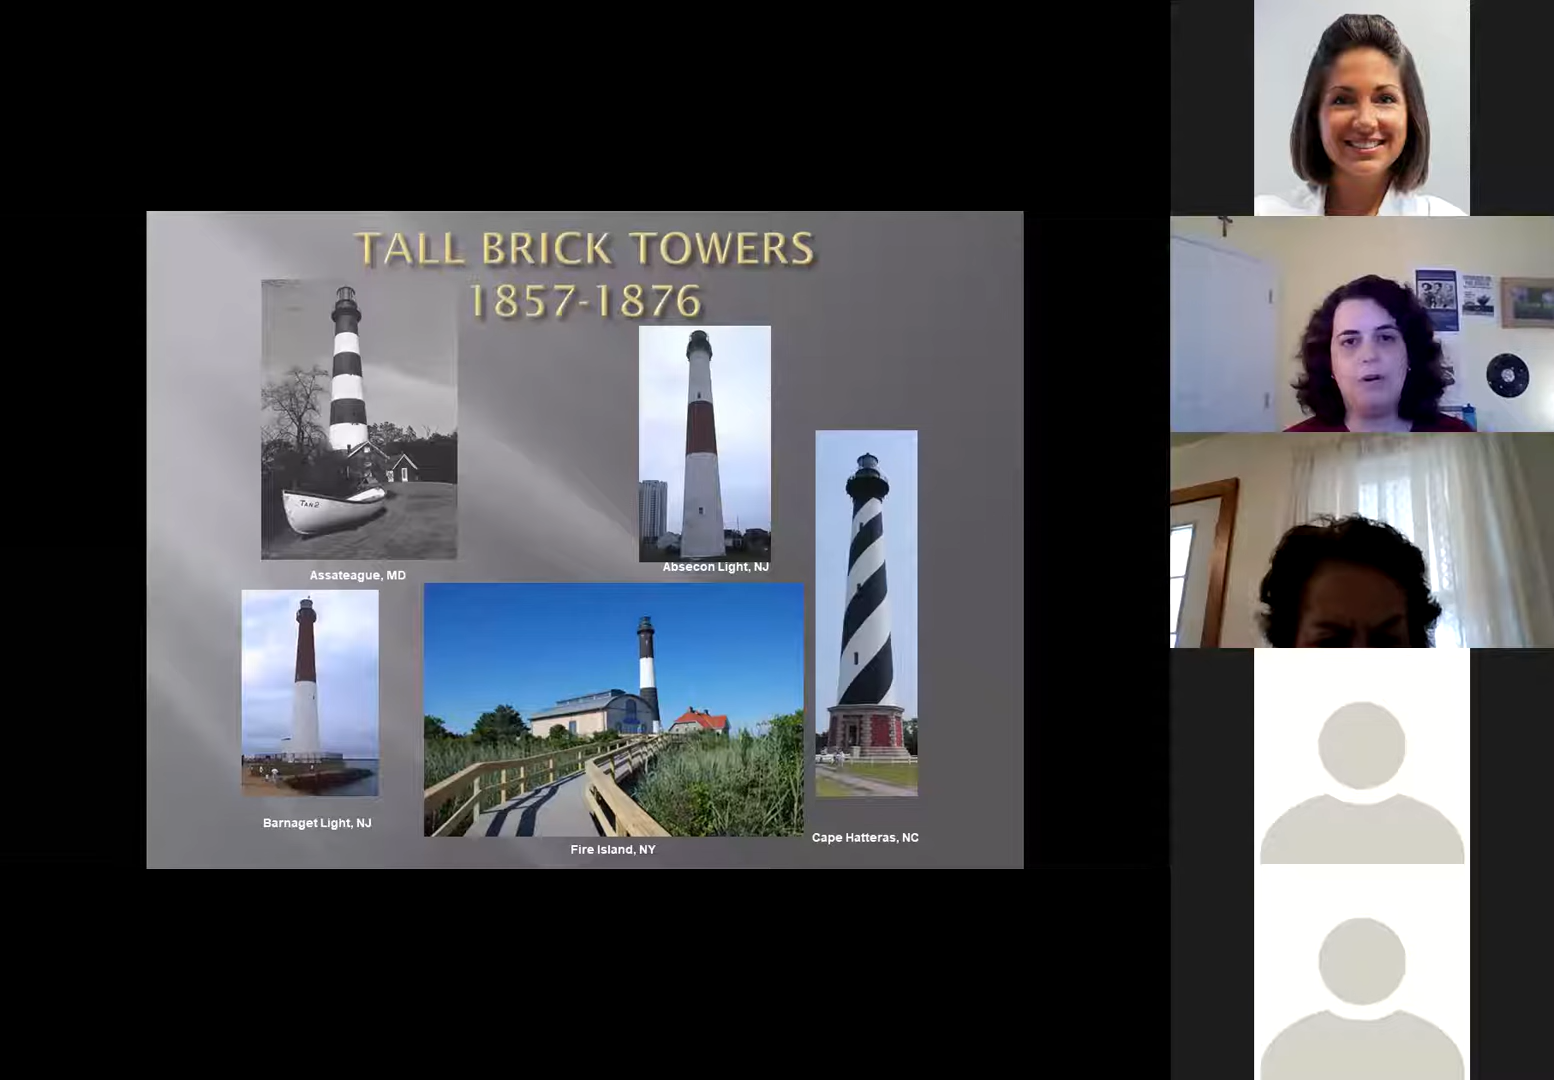 TALL BRICK TOWERS
1857-1876
TAN2
Assateague, MD
Absecon Light, NJ
Barnaget Light, NJ
Fire Island, NY
Cape Hatteras, NC